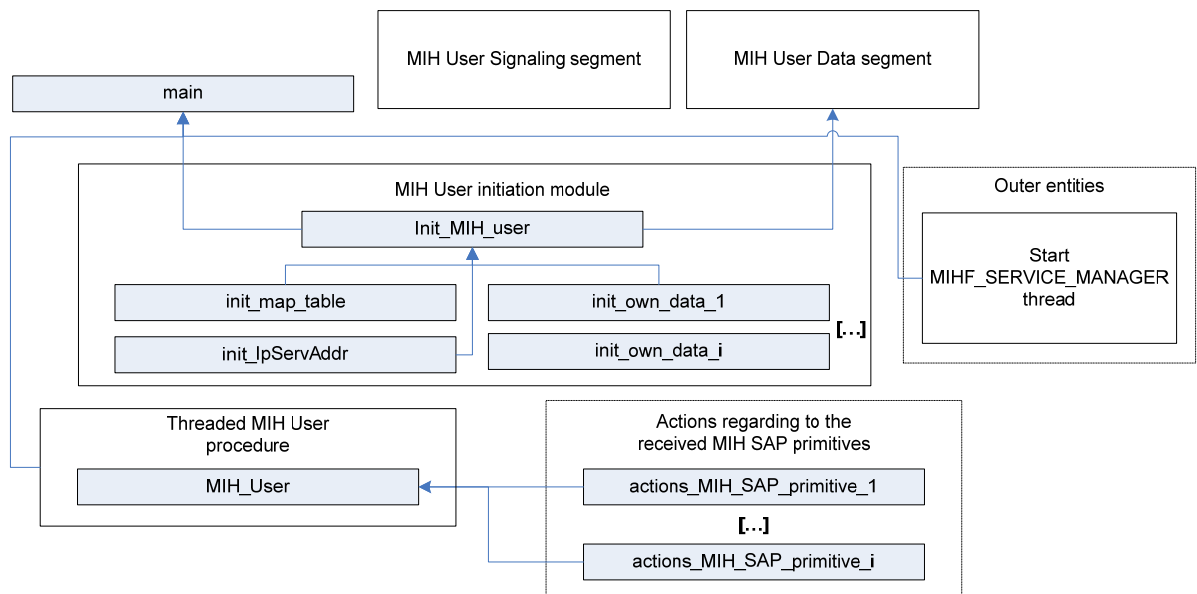 MIH User Signaling segment
MIH User Data segment
main
MIH User initiation module
Init_MIH_user
init_map_table
init_own_data_1
init_IpServAddr
init_own_data_i
[...]
Outer entities
Start
MIHF_SERVICE_MANAGER
thread
Threaded MIH User
procedure
MIH_User
Actions regarding to the
received MIH SAP primitives
actions_MIH_SAP_primitive_1
[...]
actions_MIH_SAP_primitive_i